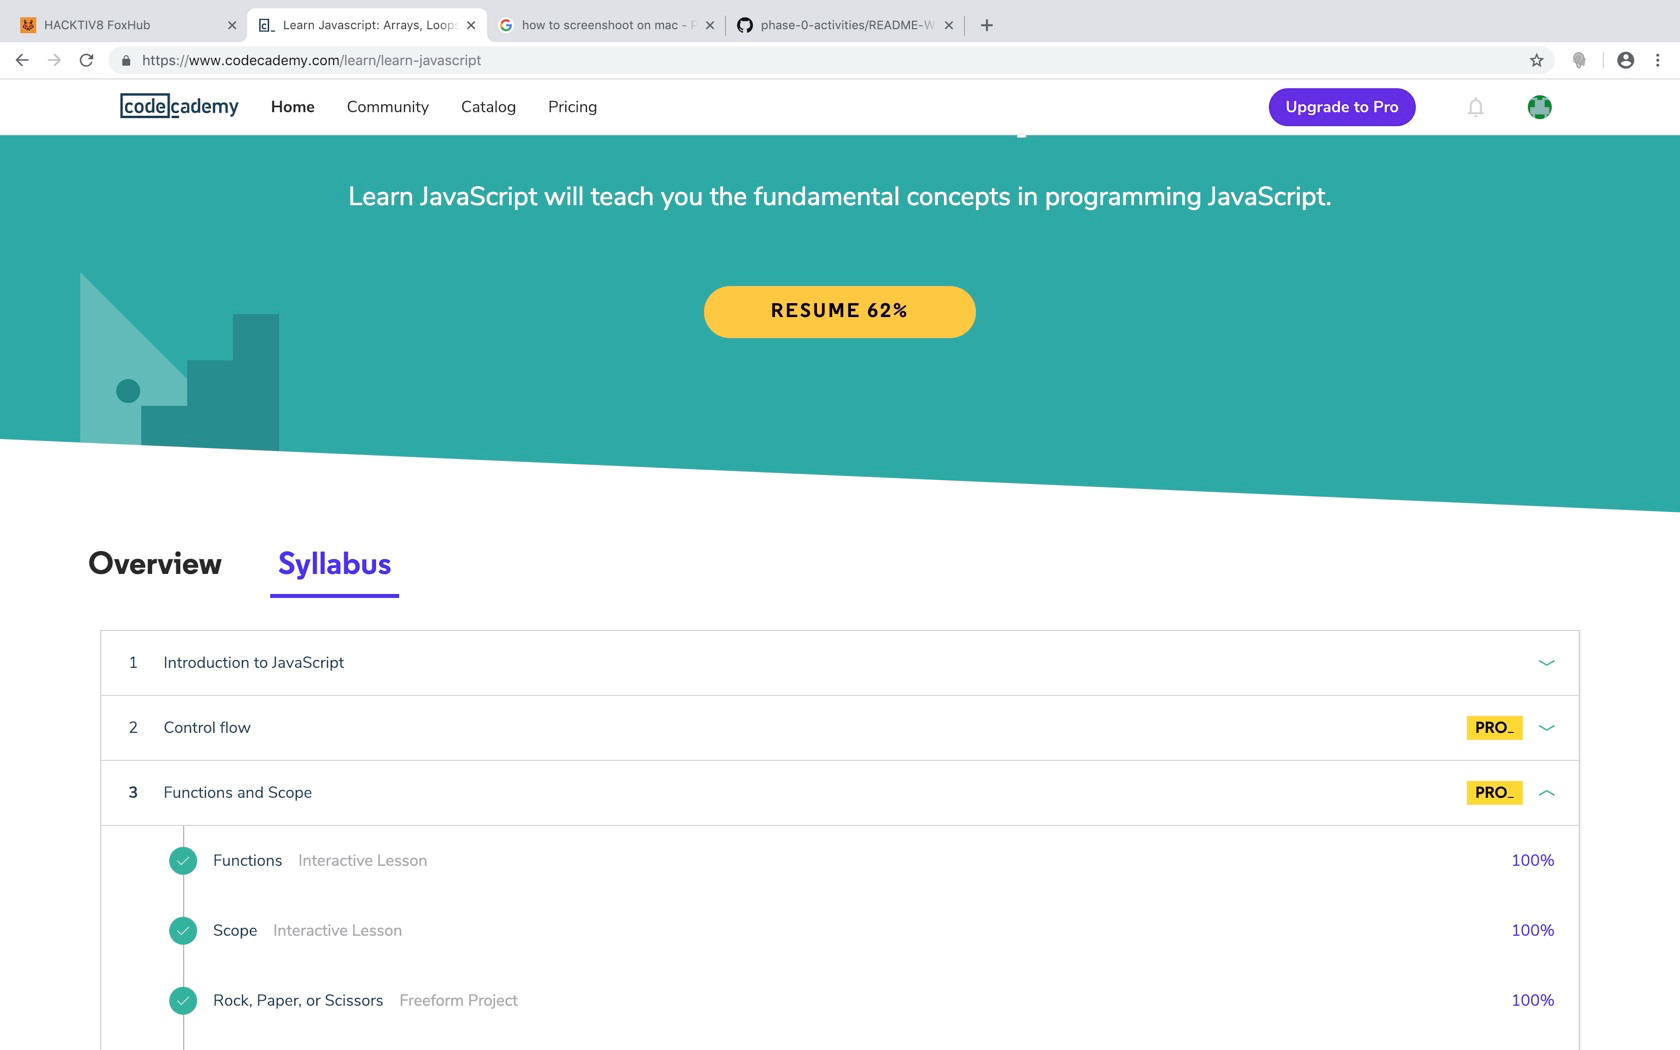 HACKTIV8 FoxHub
Learn Javascript: Arrays, Loops
how to screenshoot on mac - P
phase-0-activities/README-W
https://www.codecademy.com/learn/learn-javascript
codecademy Home Community Catalog Pricing Upgrade to Pro
Learn JavaScript will teach you the fundamental concepts in programming JavaScript.
RESUME 62%
Overview Syllabus
1 Introduction to JavaScript
2 Control flow PRO_
3 Functions and Scope PRO_
Functions Interactive Lesson 100%
Scope Interactive Lesson 100%
Rock, Paper, or Scissors Freeform Project 100%